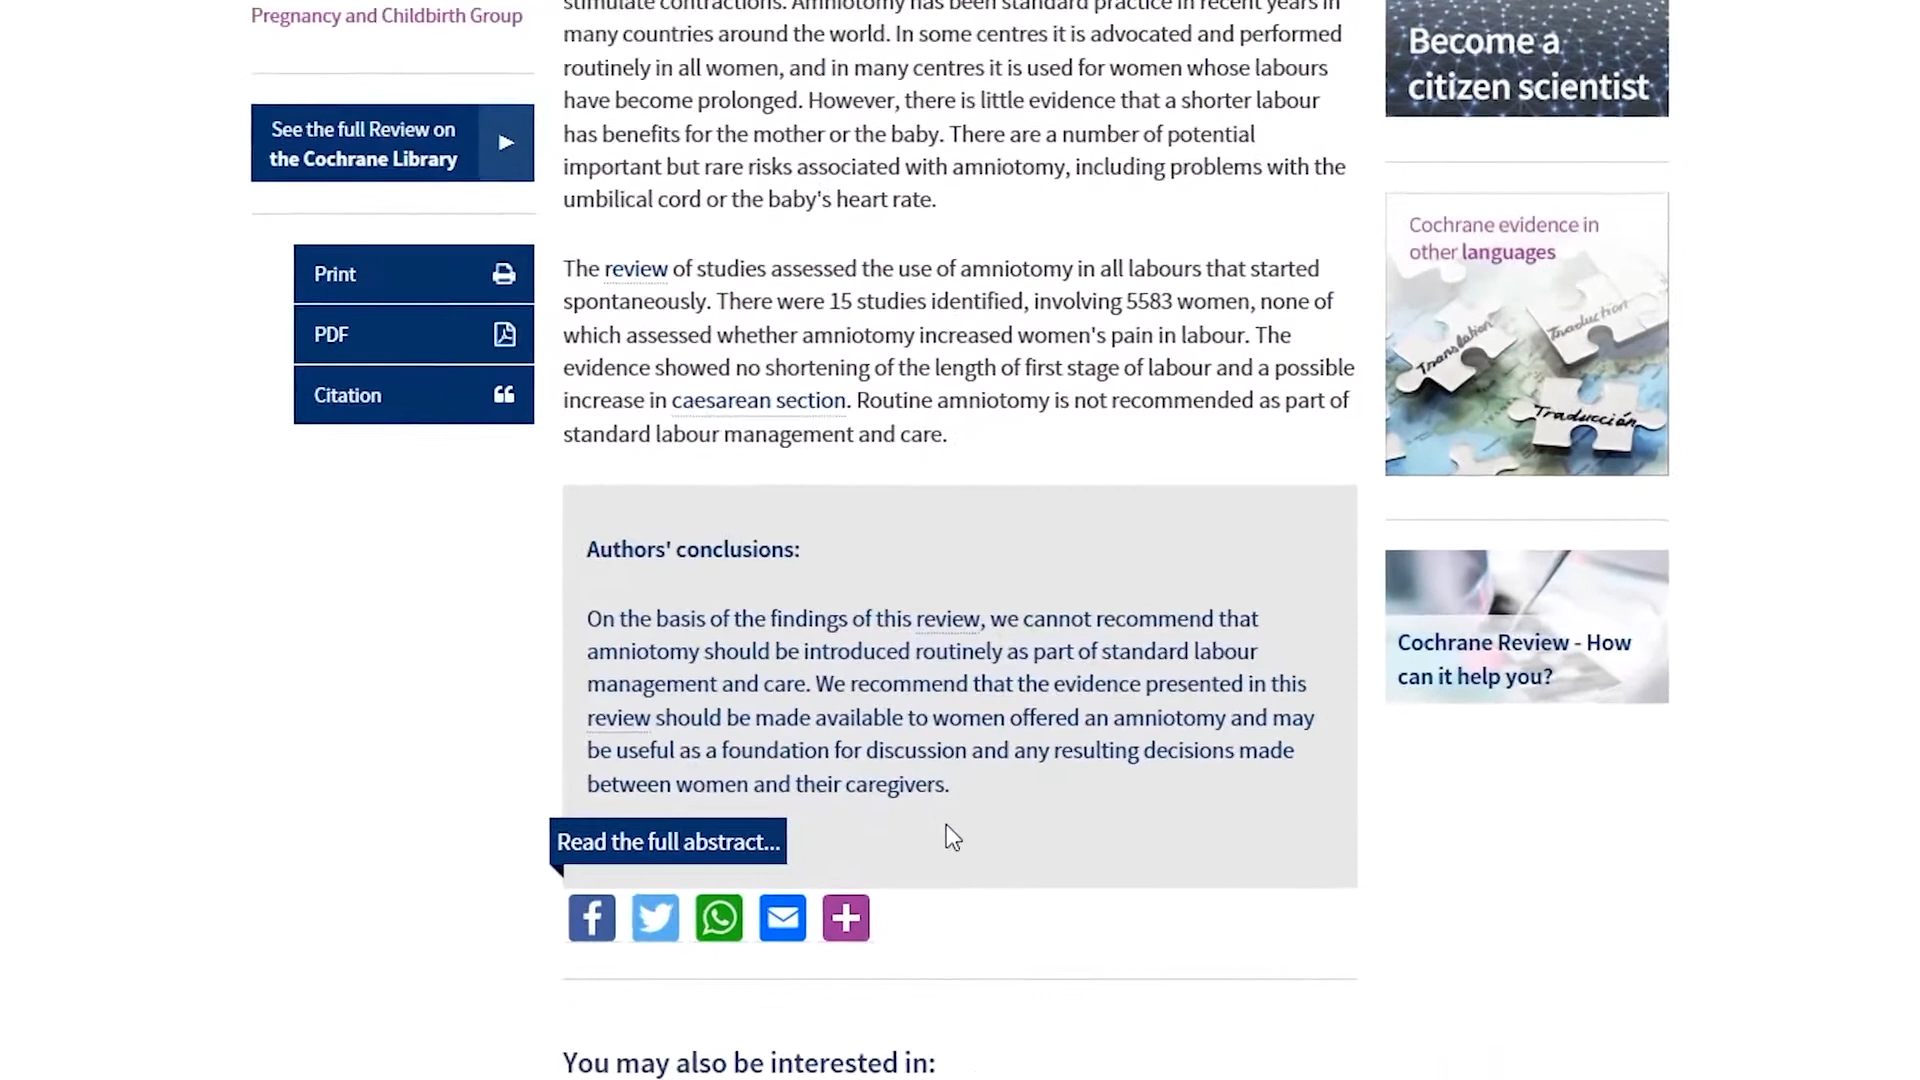 Pregnancy and Childbirth Group
See the full Review on
the Cochrane Library
Print
PDF
Citation
stimulate contractions. Amniotomy has been standard practice in recent years in
many countries around the world. In some centres it is advocated and performed
routinely in all women, and in many centres it is used for women whose labours
have become prolonged. However, there is little evidence that a shorter labour
has benefits for the mother or the baby. There are a number of potential
important but rare risks associated with amniotomy, including problems with the
umbilical cord or the baby's heart rate.
The review of studies assessed the use of amniotomy in all labours that started
spontaneously. There were 15 studies identified, involving 5583 women, none of
which assessed whether amniotomy increased women's pain in labour. The
evidence showed no shortening of the length of first stage of labour and a possible
increase in caesarean section. Routine amniotomy is not recommended as part of
standard labour management and care.
Authors' conclusions:
On the basis of the findings of this review, we cannot recommend that
amniotomy should be introduced routinely as part of standard labour
management and care. We recommend that the evidence presented in this
review should be made available to women offered an amniotomy and may
be useful as a foundation for discussion and any resulting decisions made
between women and their caregivers.
Read the full abstract...
You may also be interested in:
Become a
citizen scientist
Cochrane evidence in
other languages
Translation
Traduction
Traducción
Cochrane Review - How
can it help you?